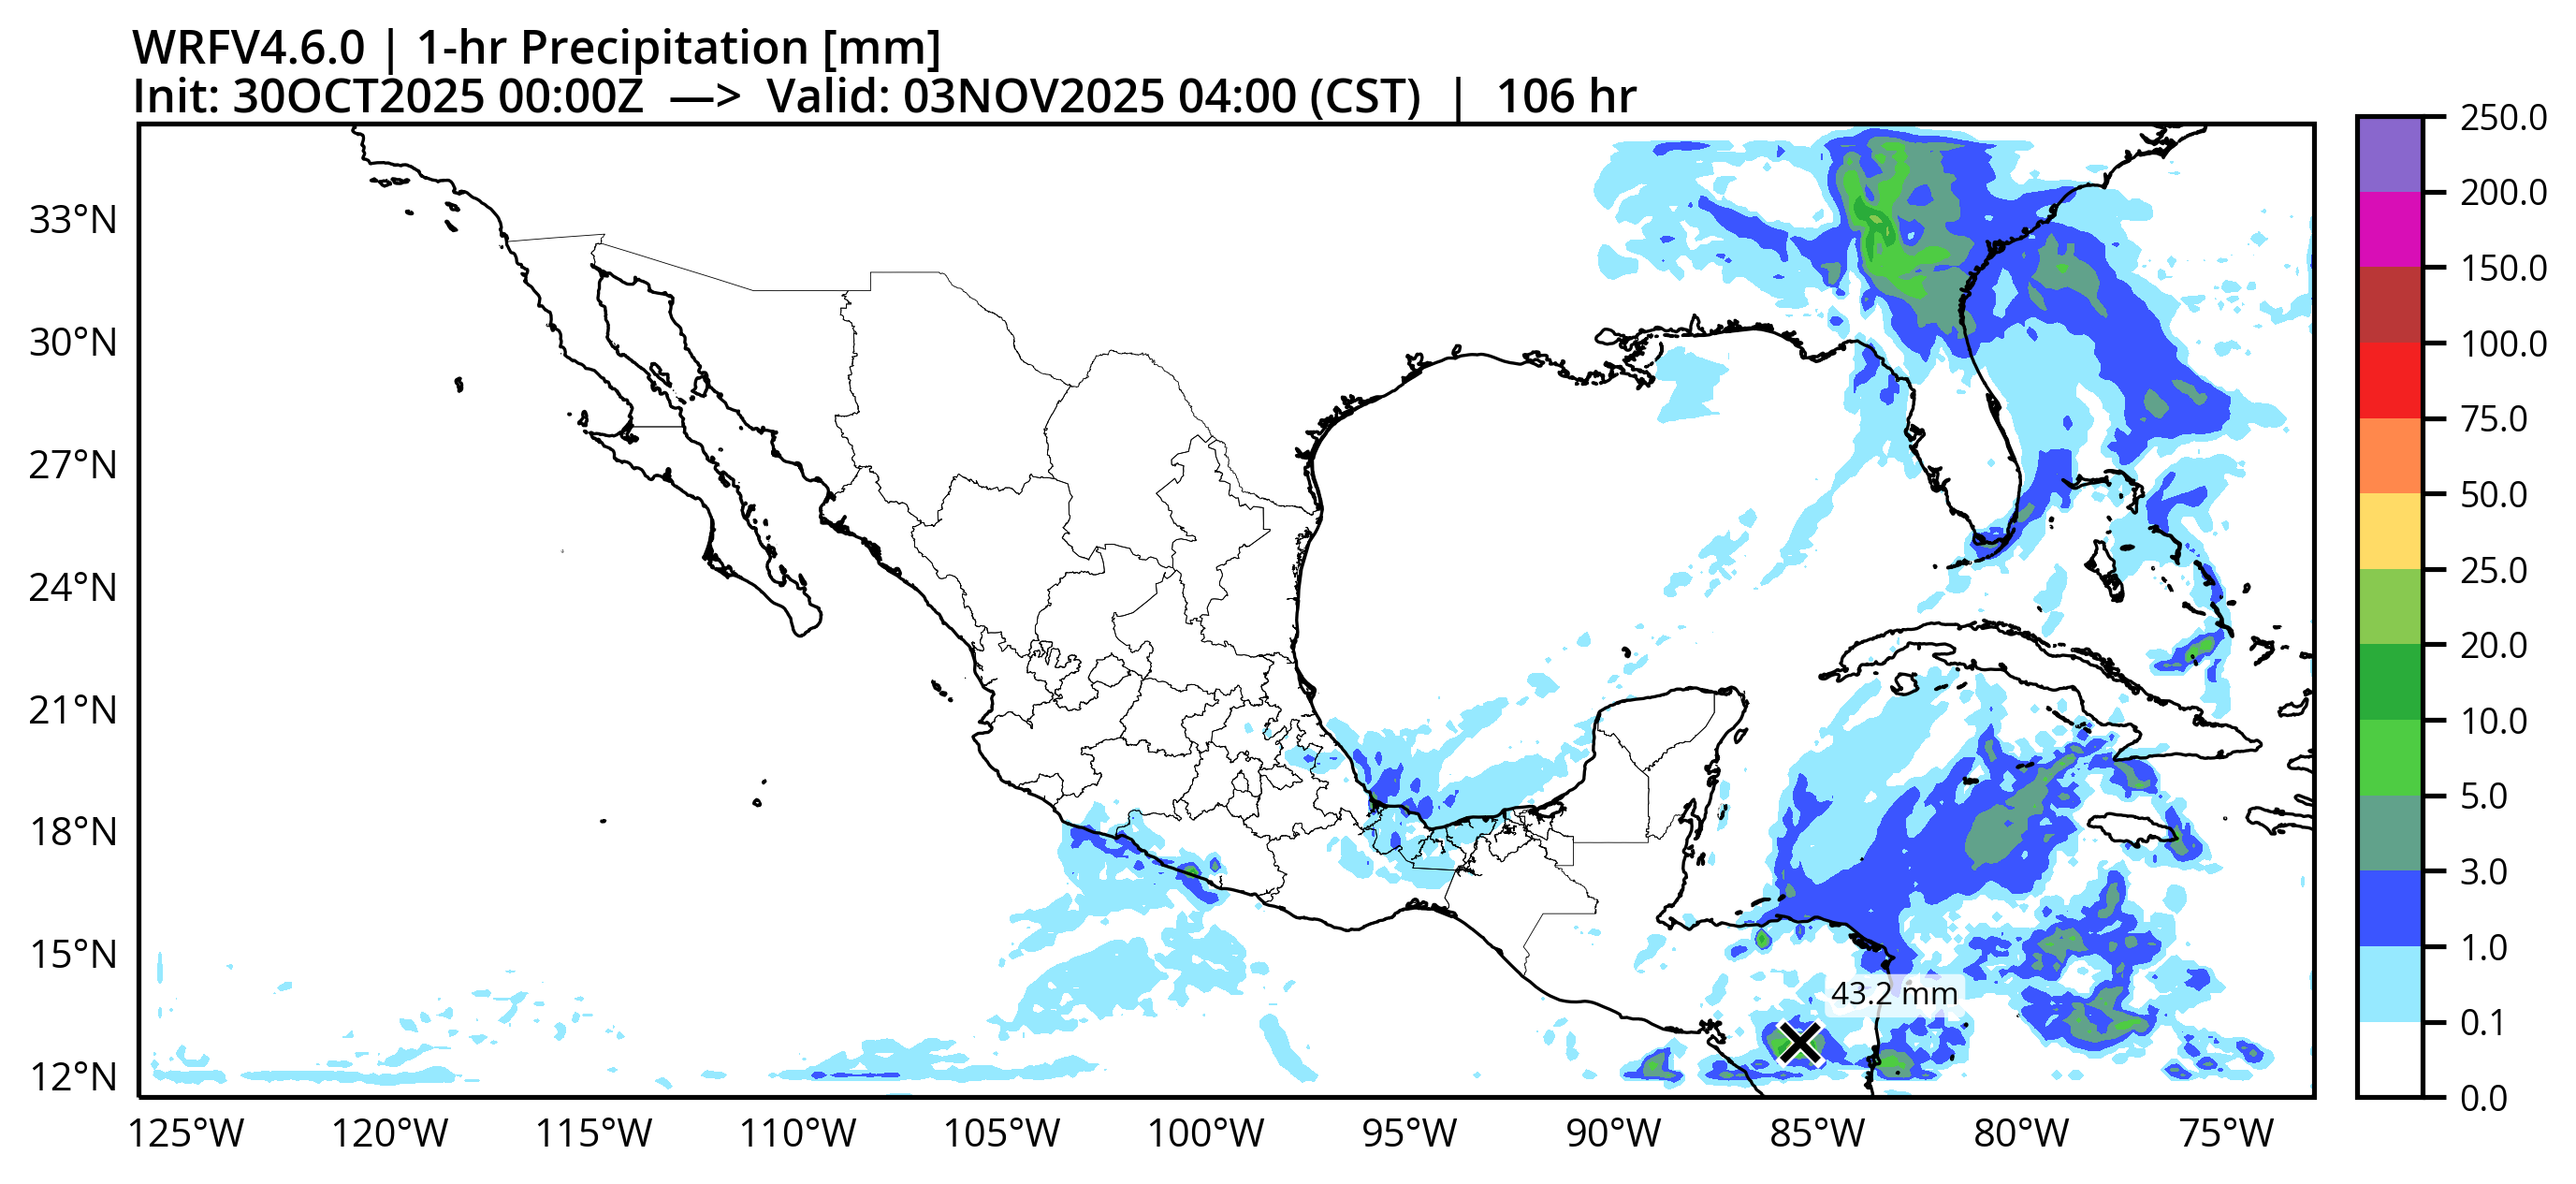 WRFV4.6.0 | 1-hr Precipitation [mm]
Init: 30OCT2025 00:00Z —> Valid: 03NOV2025 04:00 (CST) | 106 hr
33°N
30°N
27°N
24°N
21°N
18°N
15°N
12°N
125°W
120°W
115°W
110°W
105°W
100°W
95°W
90°W
85°W
80°W
75°W
43.2 mm
250.0
200.0
150.0
100.0
75.0
50.0
25.0
20.0
10.0
5.0
3.0
1.0
0.1
0.0